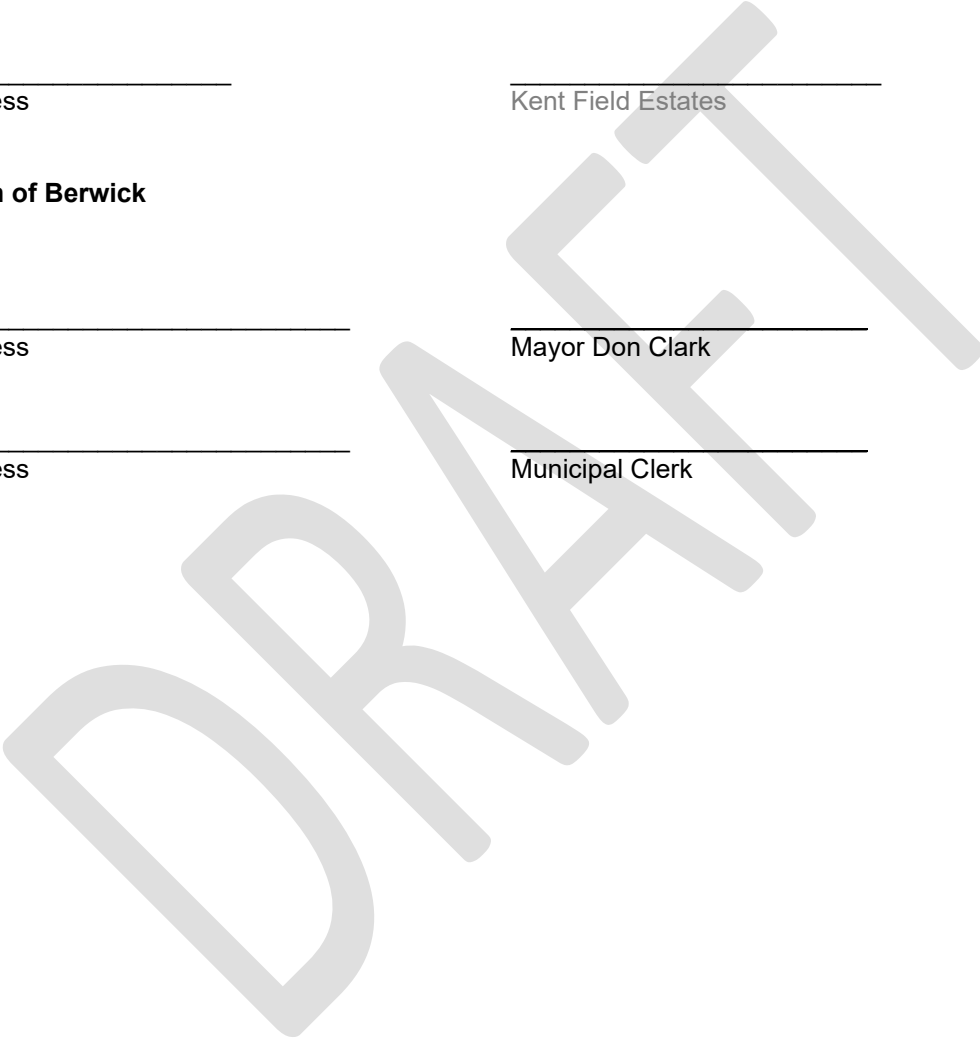 ess Kent Field Estates
n of Berwick
ess Mayor Don Clark
ess Municipal Clerk
DRAFT